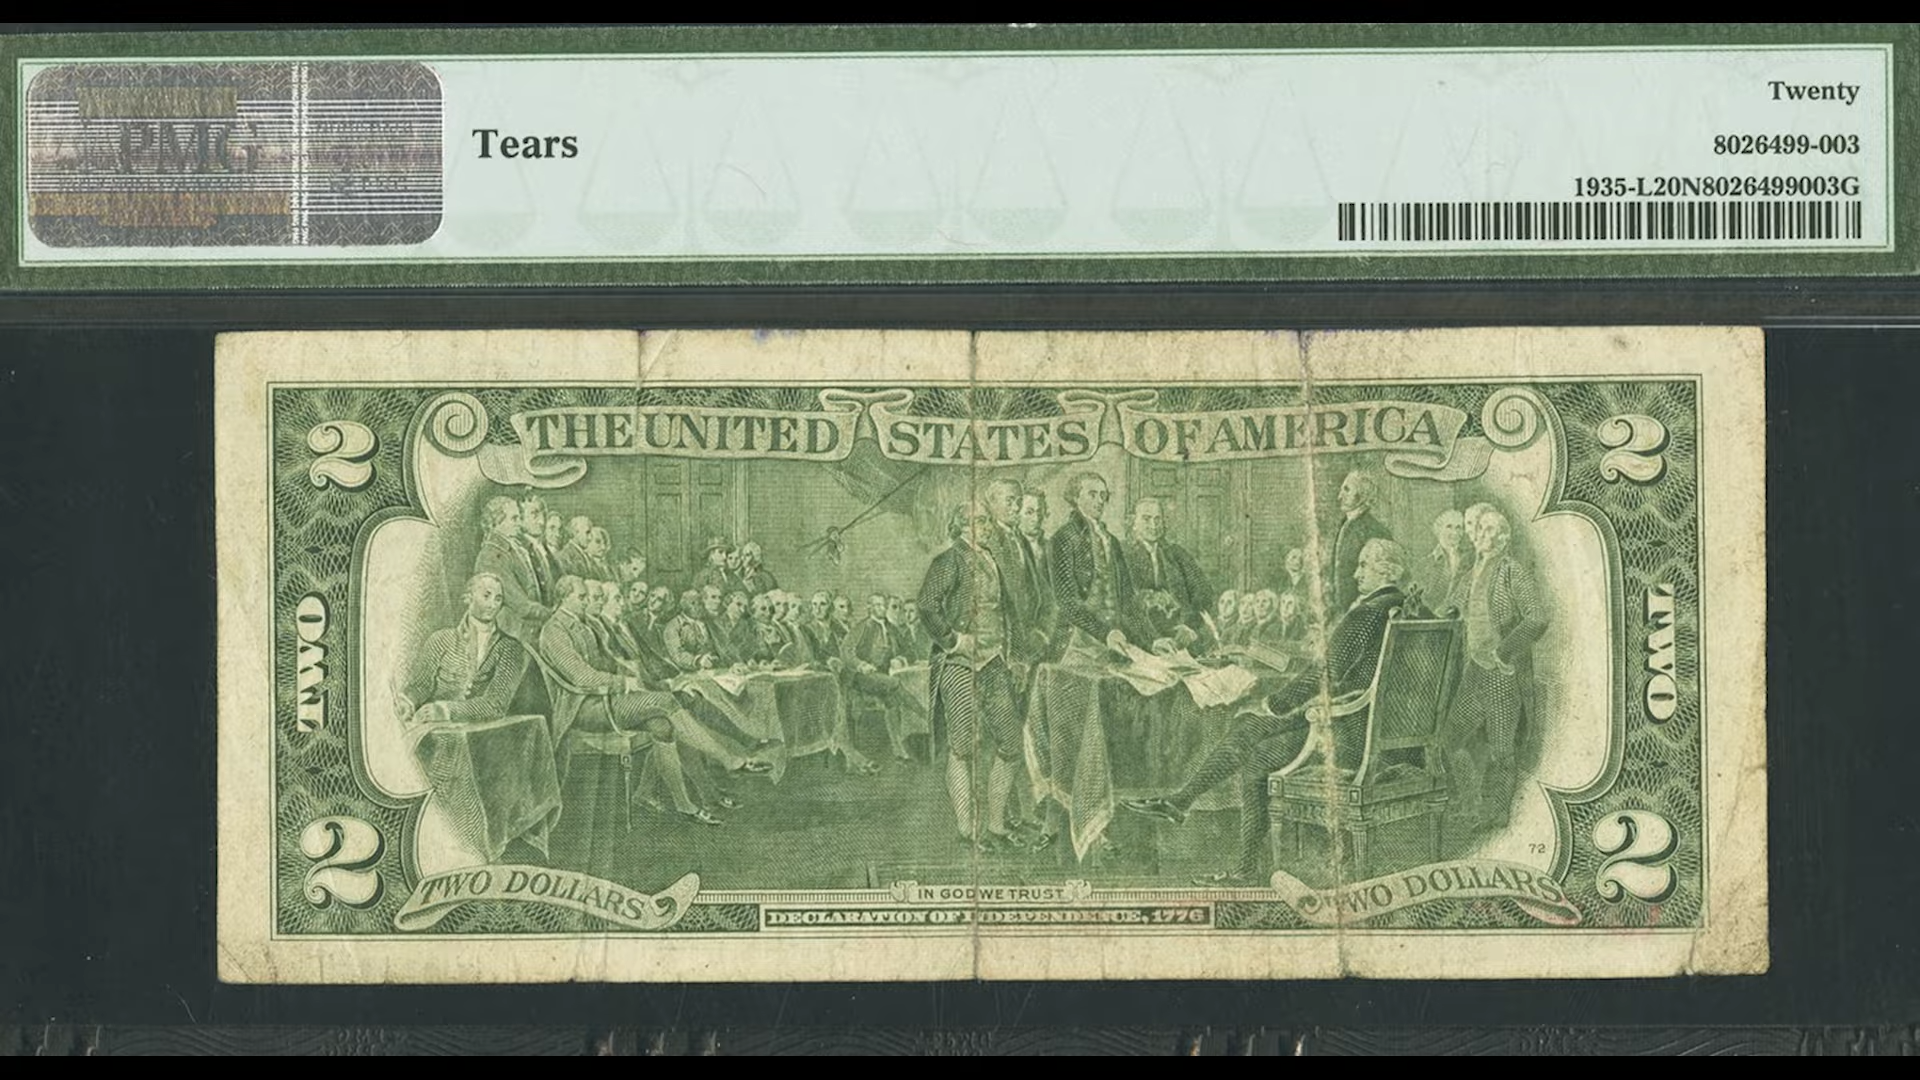 PMG
Tears
Twenty
8026499-003
1935-L20N8026499003G
THE UNITED STATES OF AMERICA
2
2
TWO
TWO
2
2
72
TWO DOLLARS
IN GOD WE TRUST
TWO DOLLARS
DECLARATION OF INDEPENDENCE, 1776